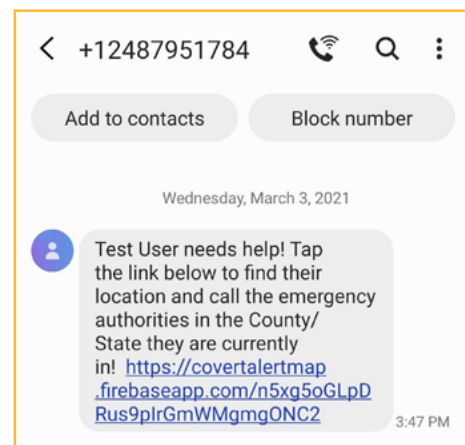 +12487951784
Add to contacts
Block number
Wednesday, March 3, 2021
Test User needs help! Tap
the link below to find their
location and call the emergency
authorities in the County/
State they are currently
in! https://covertalertmap
.firebaseapp.com/n5xg5oGLpD
Rus9pIrGmWMgmgONC2
3:47 PM